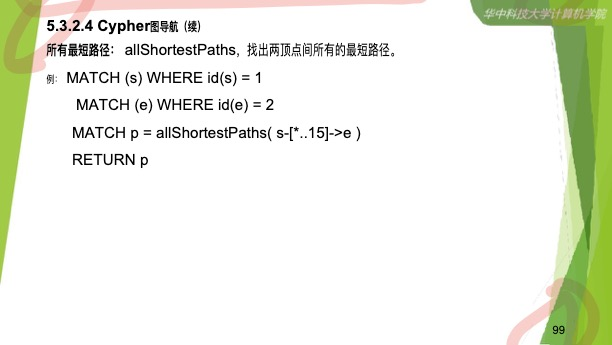 华中科技大学计算机学院
5.3.2.4 Cypher图导航（续）
所有最短路径： allShortestPaths，找出两顶点间所有的最短路径。
例： MATCH (s) WHERE id(s) = 1
MATCH (e) WHERE id(e) = 2
MATCH p = allShortestPaths( s-[*..15]->e )
RETURN p
99